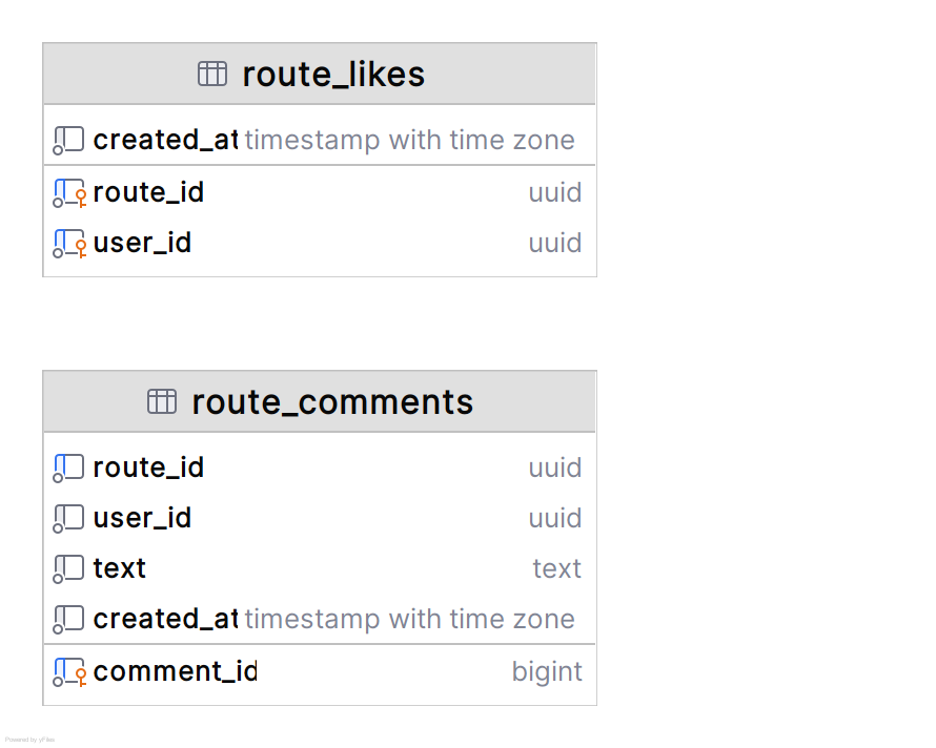 route_likes
created_at timestamp with time zone
route_id uuid
user_id uuid
route_comments
route_id uuid
user_id uuid
text text
created_at timestamp with time zone
comment_id bigint
Powered by yFiles